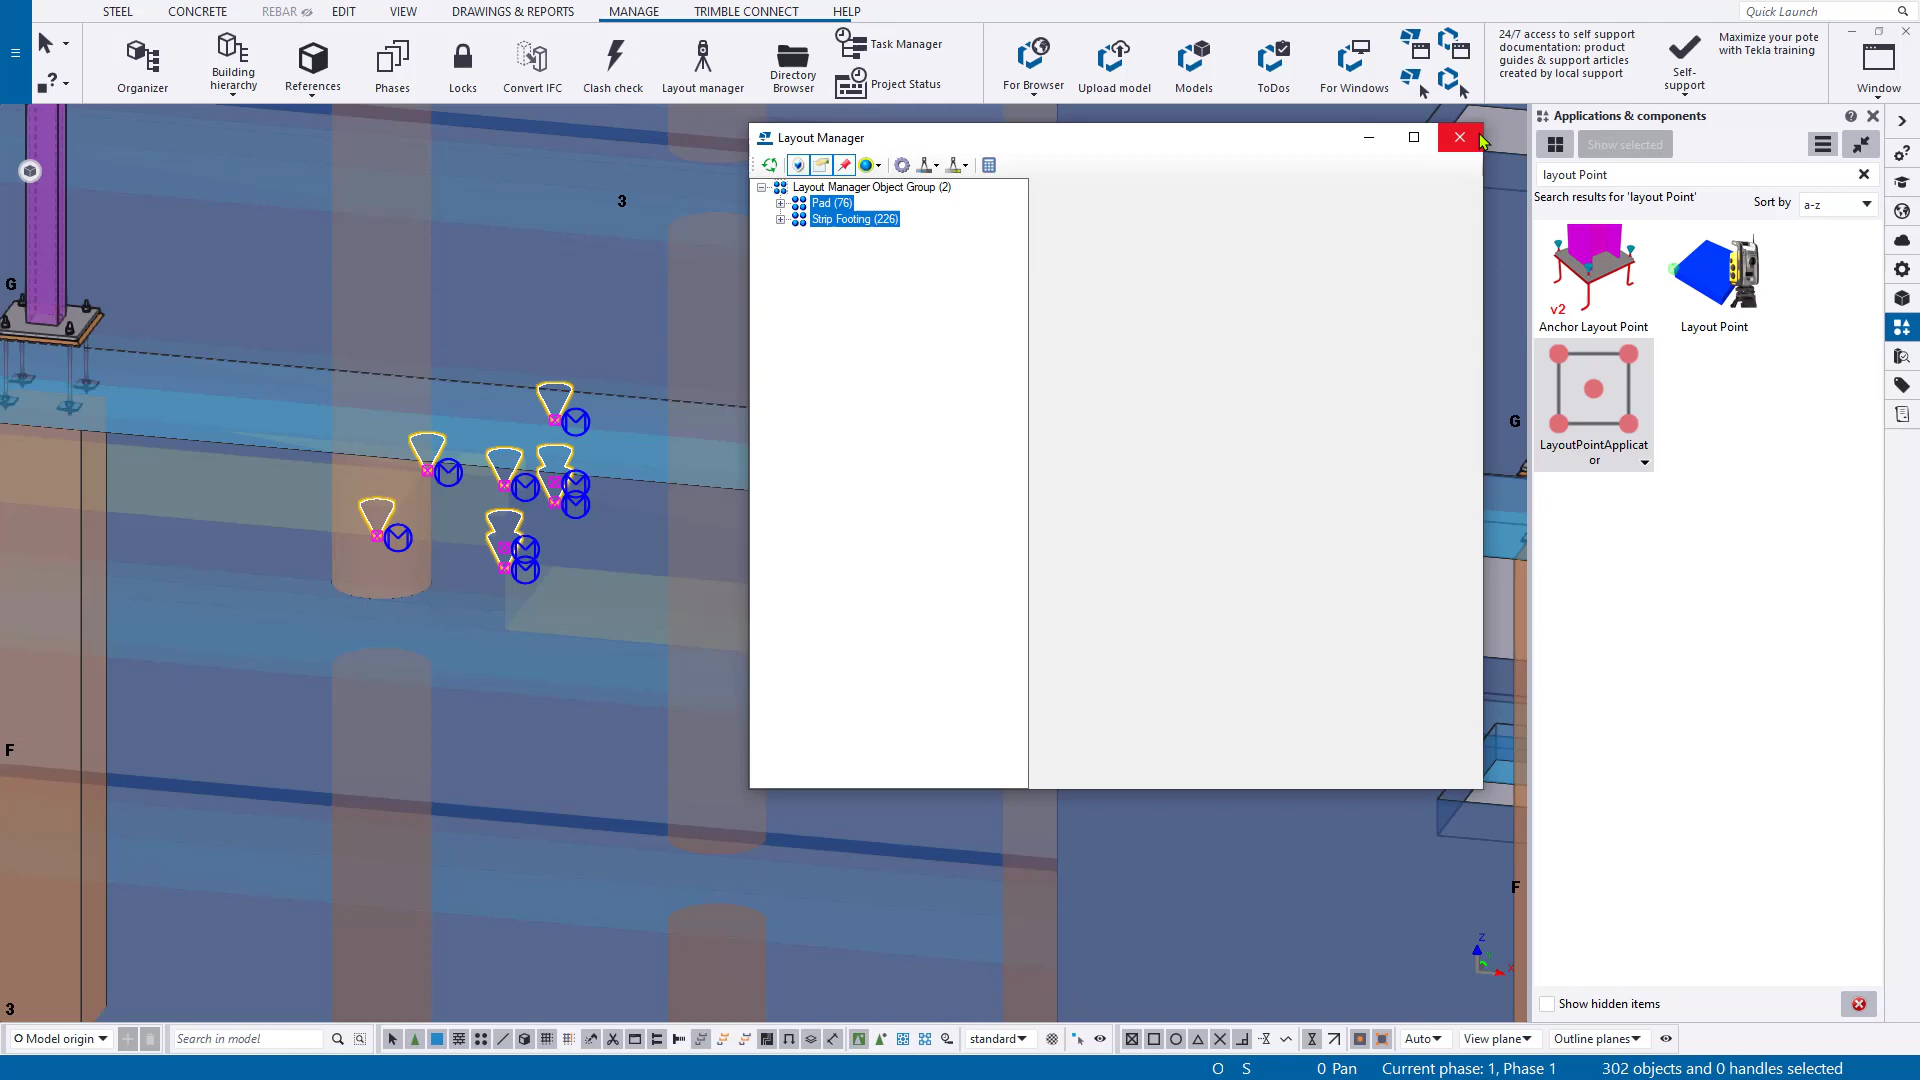 STEEL
CONCRETE
REBAR
EDIT
VIEW
DRAWINGS & REPORTS
MANAGE
TRIMBLE CONNECT
HELP
Quick Launch
Organizer
Building
hierarchy
References
Phases
Locks
Convert IFC
Clash check
Layout manager
Directory
Browser
Task Manager
Project Status
For Browser
Upload model
Models
ToDos
For Windows
24/7 access to self support
documentation: product
guides & support articles
created by local support
Self-
support
Maximize your pote
with Tekla training
Window
Layout Manager
Layout Manager Object Group (2)
Pad (76)
Strip Footing (226)
Applications & components
Show selected
layout Point
Search results for 'layout Point'
Sort by
a-z
v2
Anchor Layout Point
Layout Point
LayoutPointApplicat
or
Show hidden items
3
G
G
F
F
3
Z
X
Model origin
Search in model
standard
Auto
View plane
Outline planes
O
S
0 Pan
Current phase: 1, Phase 1
302 objects and 0 handles selected